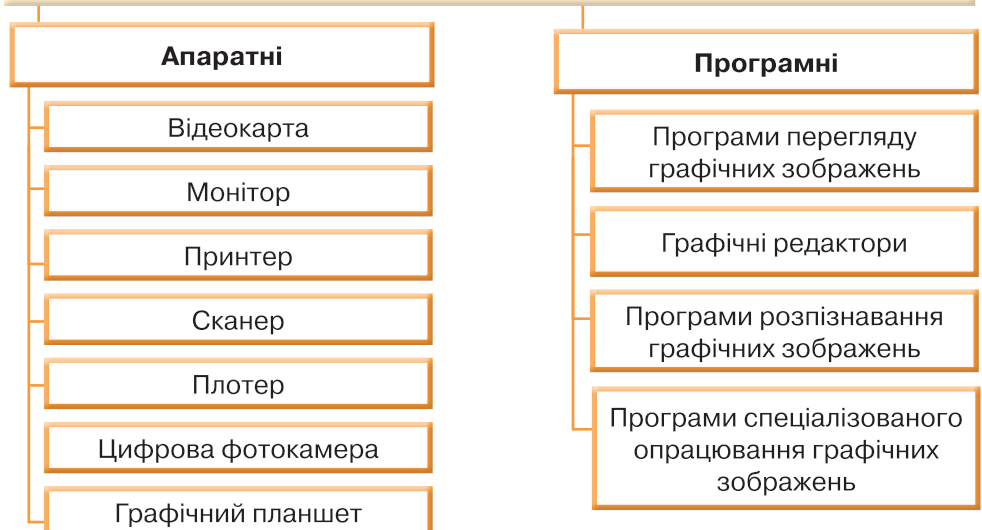 Апаратні
Відеокарта
Монітор
Принтер
Сканер
Плотер
Цифрова фотокамера
Графічний планшет
Програмні
Програми перегляду
графічних зображень
Графічні редактори
Програми розпізнавання
графічних зображень
Програми спеціалізованого
опрацювання графічних
зображень